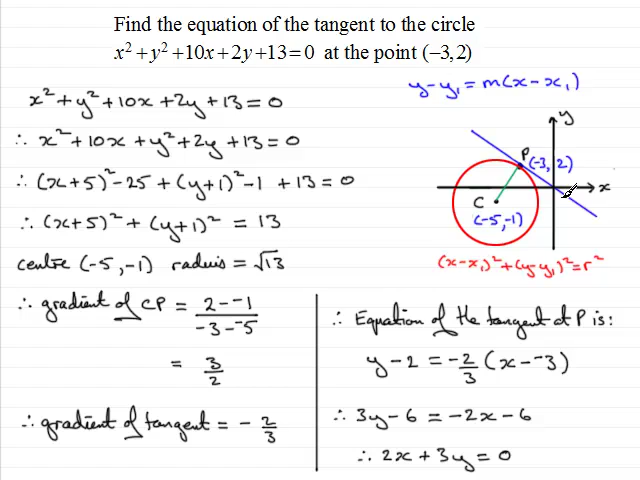 Find the equation of the tangent to the circle
x² + y² + 10x + 2y + 13 = 0 at the point (−3, 2)
y − y₁ = m(x − x₁)
x² + y² + 10x + 2y + 13 = 0
∴ x² + 10x + y² + 2y + 13 = 0
∴ (x+5)² − 25 + (y+1)² − 1 + 13 = 0
∴ (x+5)² + (y+1)² = 13
centre (−5, −1) radius = √13
y
P
(−3, 2)
x
C
(−5, −1)
(x−x₁)² + (y−y₁)² = r²
∴ gradient of CP = (2 − −1)/(−3 − −5)
= 3/2
∴ gradient of tangent = − 2/3
∴ Equation of the tangent at P is:
y − 2 = −2/3 (x − −3)
∴ 3y − 6 = −2x − 6
∴ 2x + 3y = 0